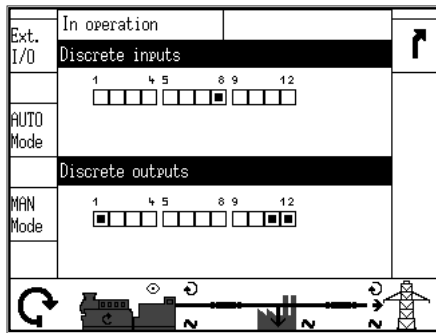 In operation
Ext.
I/O
Discrete inputs
1 4 5 8 9 12
AUTO
Mode
Discrete outputs
1 4 5 8 9 12
MAN
Mode